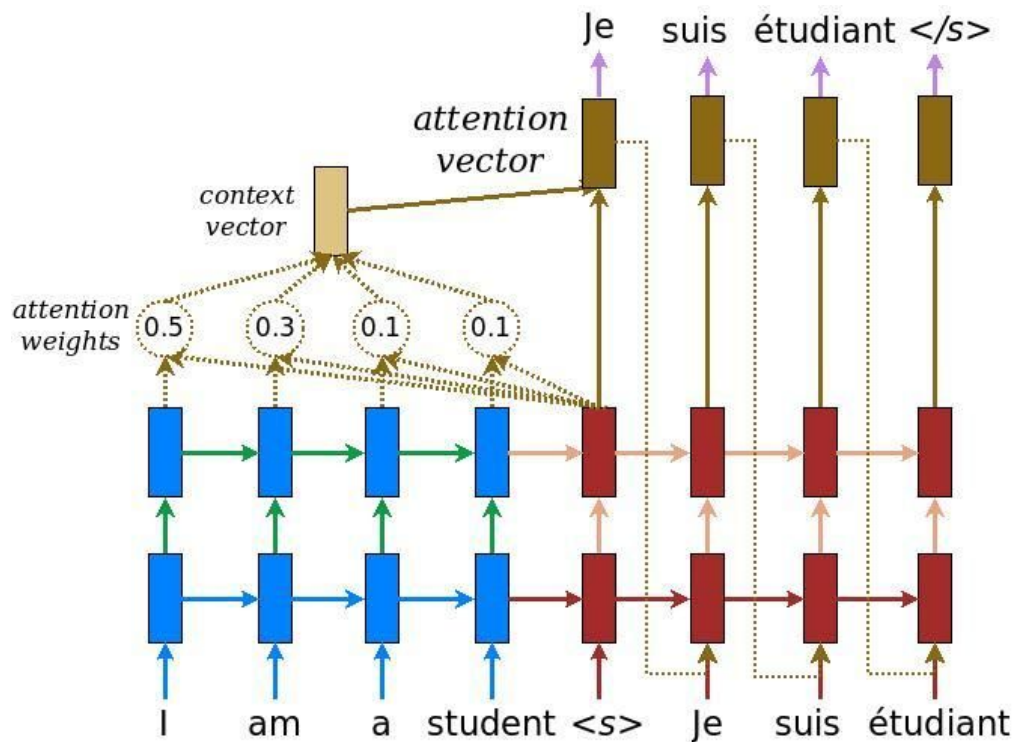 Je suis étudiant </s>
attention
vector
context
vector
attention
weights
0.5 0.3 0.1 0.1
I am a student <s> Je suis étudiant